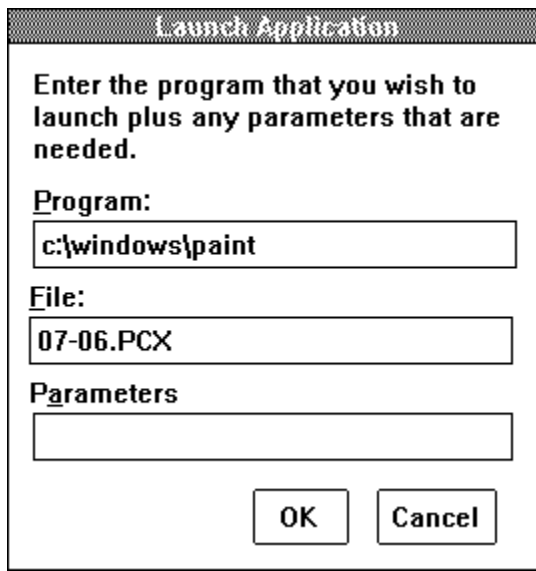 Launch Application
Enter the program that you wish to
launch plus any parameters that are
needed.
Program:
c:\windows\paint
File:
07-06.PCX
Parameters
OK Cancel